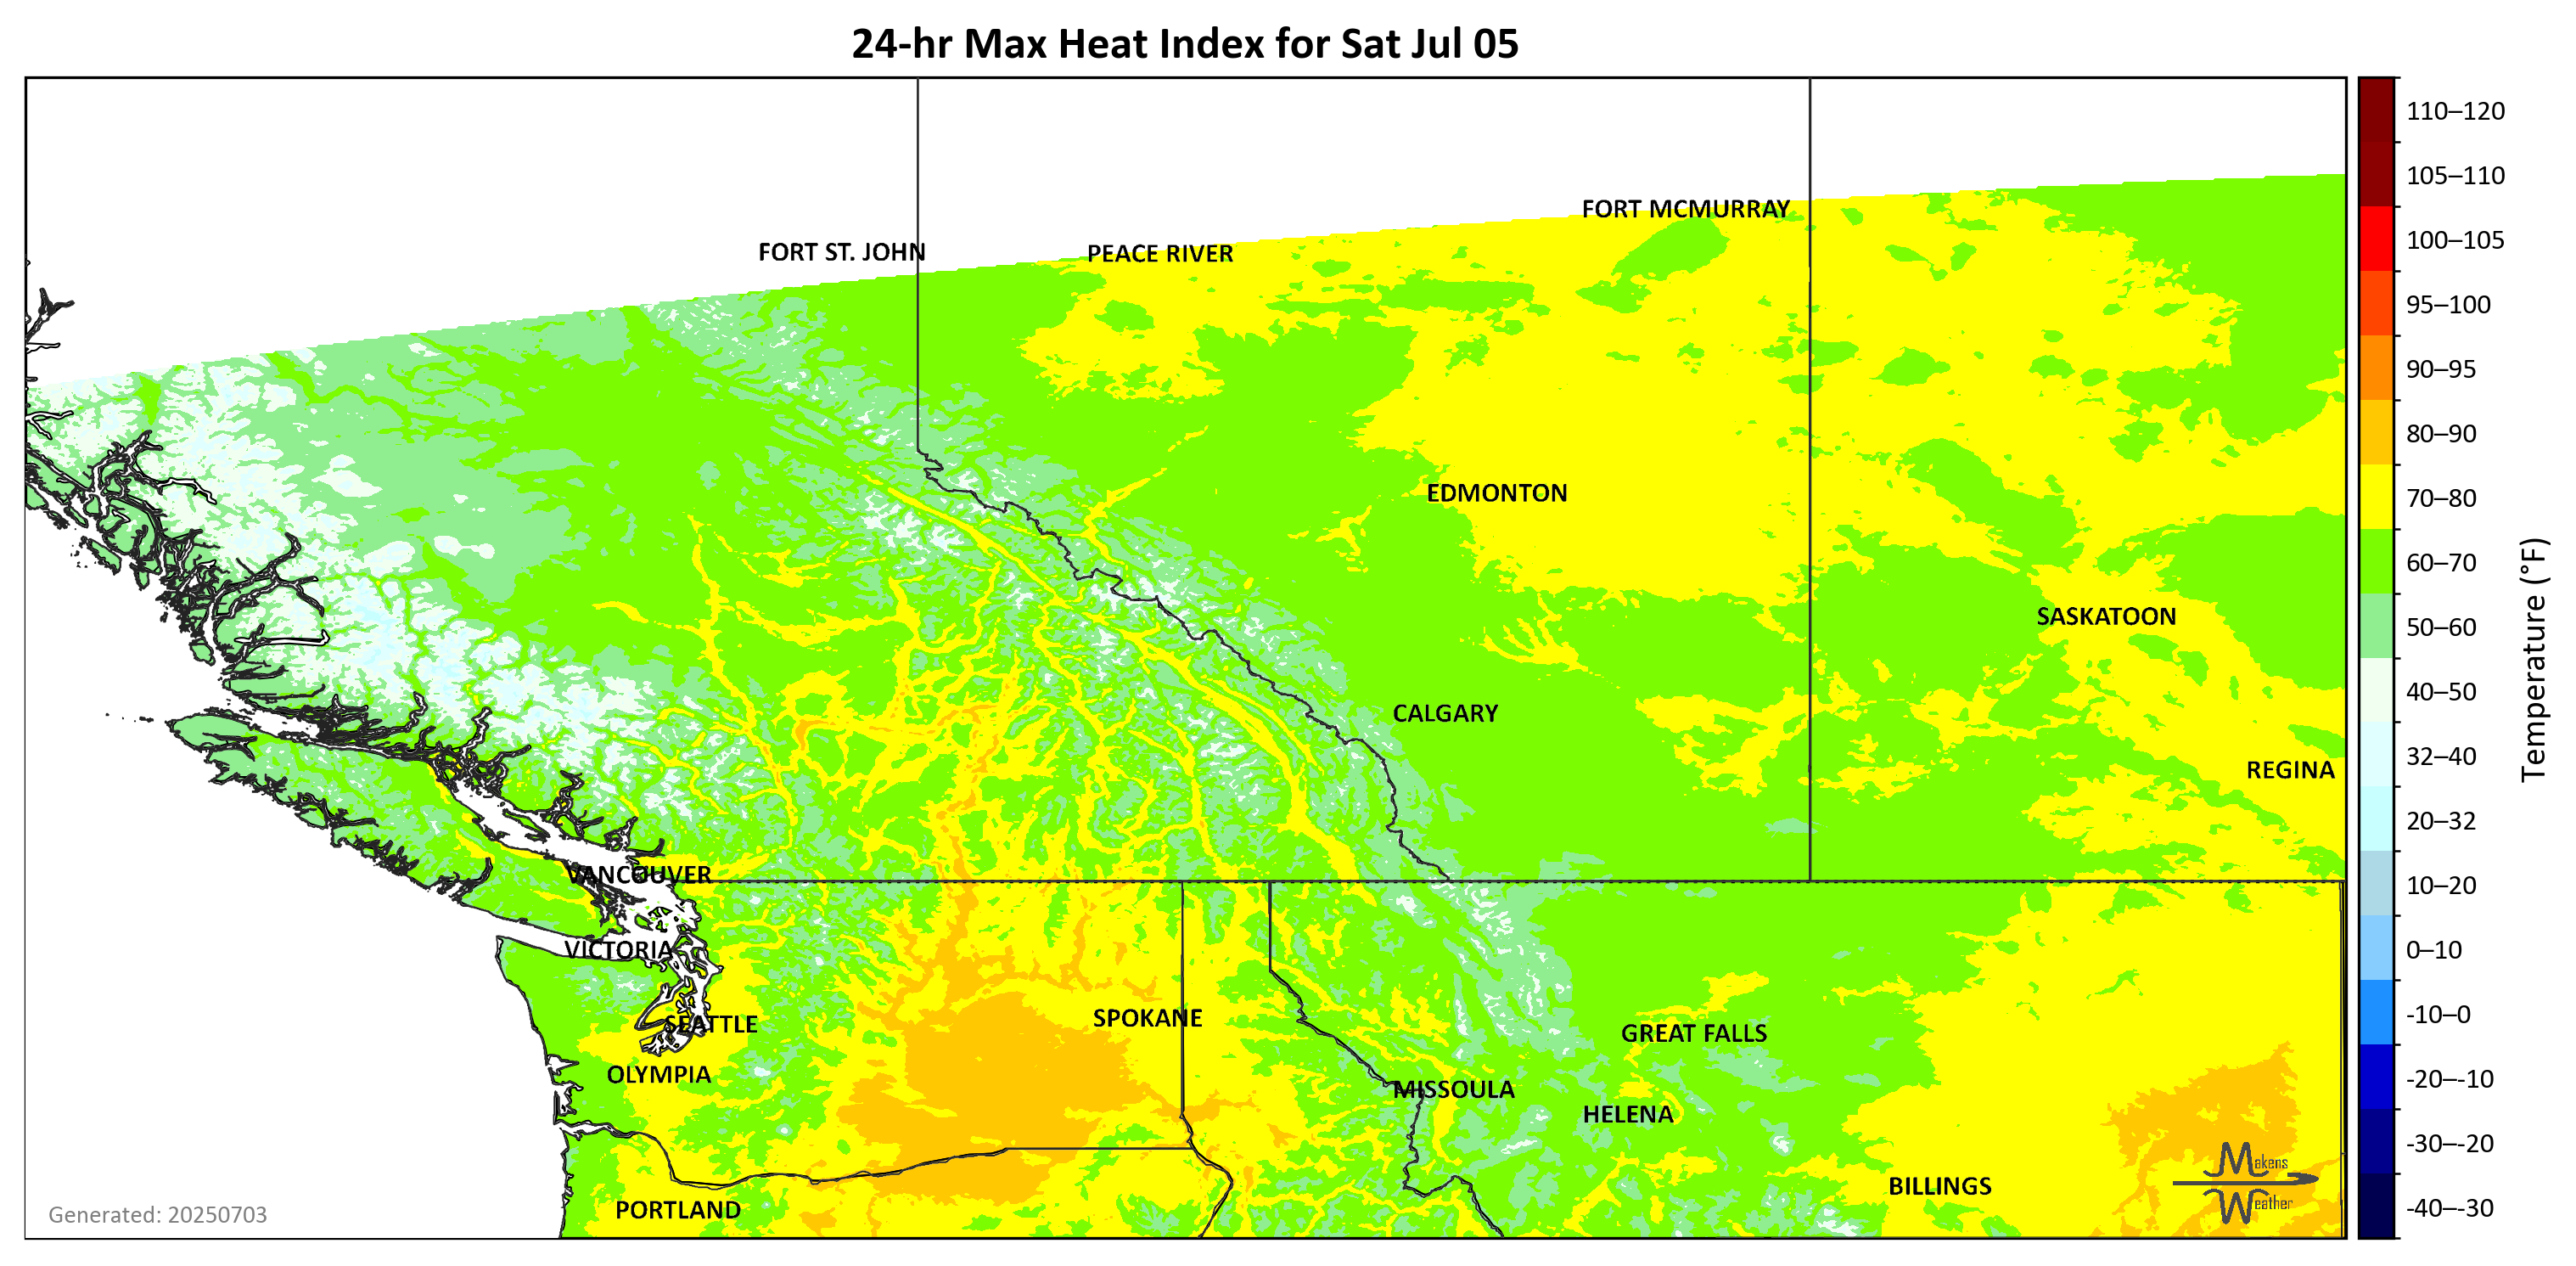 24-hr Max Heat Index for Sat Jul 05
FORT MCMURRAY
FORT ST. JOHN
PEACE RIVER
EDMONTON
SASKATOON
CALGARY
REGINA
VANCOUVER
VICTORIA
SEATTLE
SPOKANE
GREAT FALLS
OLYMPIA
MISSOULA
HELENA
BILLINGS
PORTLAND
Makens
Weather
Generated: 20250703
110–120
105–110
100–105
95–100
90–95
80–90
70–80
60–70
50–60
40–50
32–40
20–32
10–20
0–10
-10–0
-20–-10
-30–-20
-40–-30
Temperature (°F)